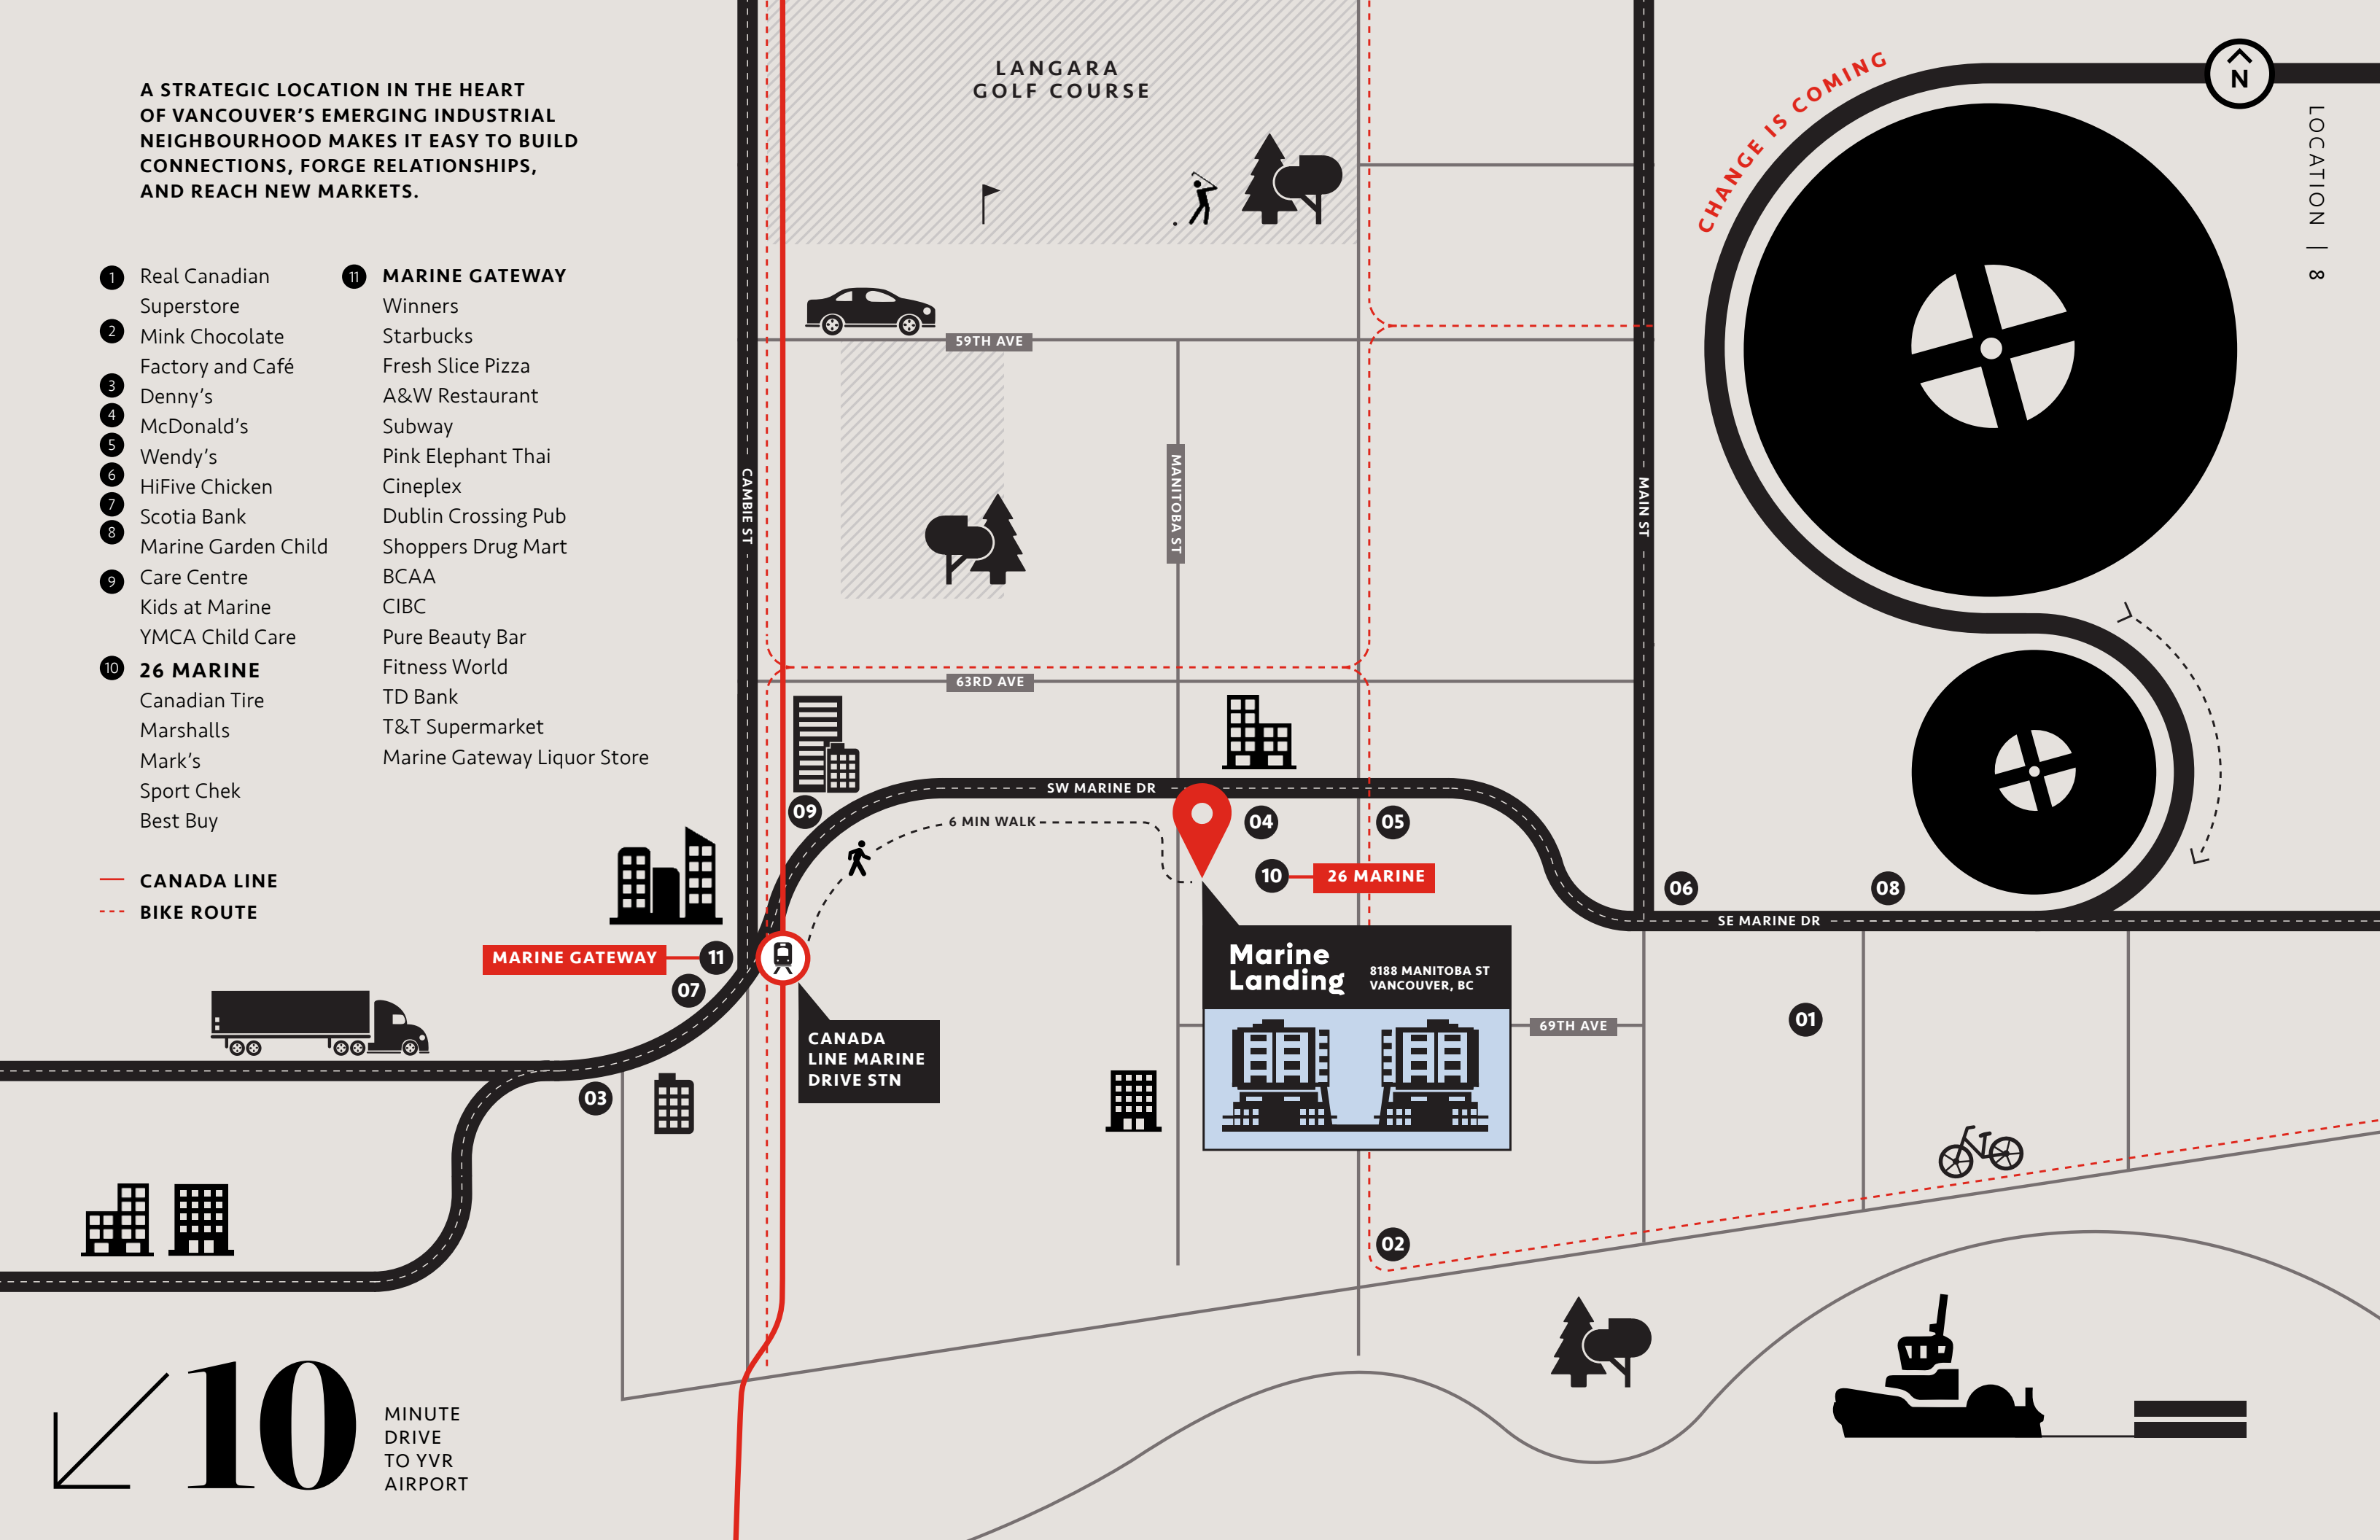 A STRATEGIC LOCATION IN THE HEART
OF VANCOUVER'S EMERGING INDUSTRIAL
NEIGHBOURHOOD MAKES IT EASY TO BUILD
CONNECTIONS, FORGE RELATIONSHIPS,
AND REACH NEW MARKETS.
1 Real Canadian
Superstore
2 Mink Chocolate
Factory and Café
3 Denny's
4 McDonald's
5 Wendy's
6 HiFive Chicken
7 Scotia Bank
8 Marine Garden Child
Care Centre
9 Kids at Marine
YMCA Child Care
10 26 MARINE
Canadian Tire
Marshalls
Mark's
Sport Chek
Best Buy
11 MARINE GATEWAY
Winners
Starbucks
Fresh Slice Pizza
A&W Restaurant
Subway
Pink Elephant Thai
Cineplex
Dublin Crossing Pub
Shoppers Drug Mart
BCAA
CIBC
Pure Beauty Bar
Fitness World
TD Bank
T&T Supermarket
Marine Gateway Liquor Store
CANADA LINE
BIKE ROUTE
LANGARA
GOLF COURSE
CHANGE IS COMING
N
LOCATION | 8
59TH AVE
CAMBIE ST
MANITOBA ST
MAIN ST
63RD AVE
SW MARINE DR
09
6 MIN WALK
04
05
10
26 MARINE
06
08
SE MARINE DR
MARINE GATEWAY
11
07
Marine
Landing
8188 MANITOBA ST
VANCOUVER, BC
01
69TH AVE
CANADA
LINE MARINE
DRIVE STN
03
02
10
MINUTE
DRIVE
TO YVR
AIRPORT